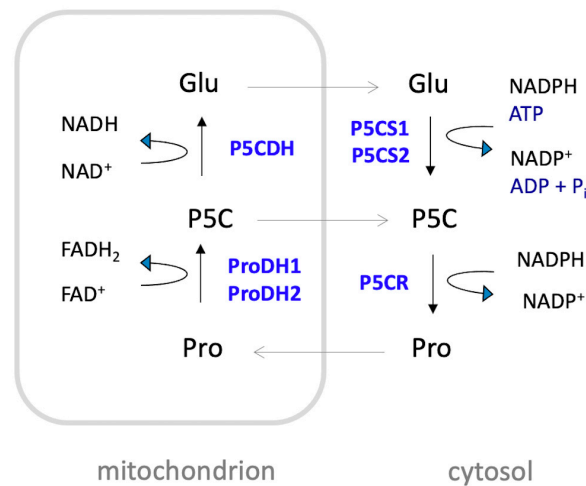 Glu
Glu
NADPH
ATP
NADH
P5CS1
P5CDH
P5CS2
NADP⁺
NAD⁺
ADP + Pᵢ
P5C
P5C
FADH₂
ProDH1
NADPH
P5CR
FAD⁺
ProDH2
NADP⁺
Pro
Pro
mitochondrion
cytosol